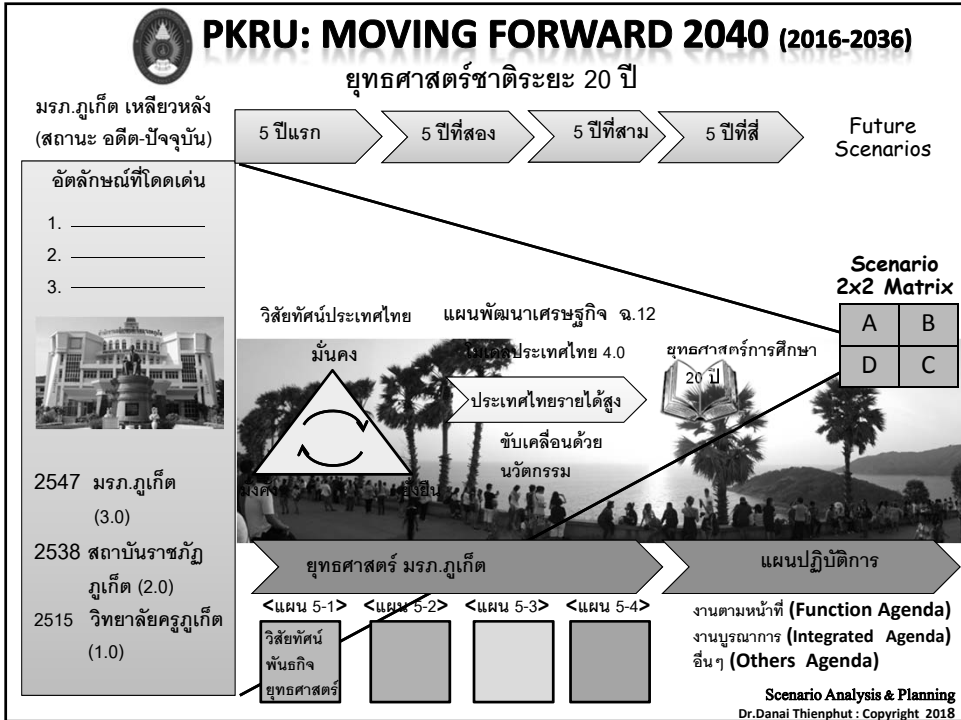 PKRU: MOVING FORWARD 2040 (2016-2036)
ยุทธศาสตร์ชาติระยะ 20 ปี
มรภ.ภูเก็ต เหลียวหลัง
(สถานะ อดีต-ปัจจุบัน)
5 ปีแรก
5 ปีที่สอง
5 ปีที่สาม
5 ปีที่สี่
Future
Scenarios
อัตลักษณ์ที่โดดเด่น
1.
2.
3.
Scenario
2x2 Matrix
A B
D C
วิสัยทัศน์ประเทศไทย
แผนพัฒนาเศรษฐกิจ ฉ.12
มั่นคง
โมเดลประเทศไทย 4.0
ยุทธศาสตร์การศึกษา
20 ปี
ประเทศไทยรายได้สูง
ขับเคลื่อนด้วย
นวัตกรรม
มั่งคั่ง
ยั่งยืน
2547 มรภ.ภูเก็ต
(3.0)
2538 สถาบันราชภัฏ
ภูเก็ต (2.0)
2515 วิทยาลัยครูภูเก็ต
(1.0)
ยุทธศาสตร์ มรภ.ภูเก็ต
แผนปฏิบัติการ
<แผน 5-1> <แผน 5-2> <แผน 5-3> <แผน 5-4>
วิสัยทัศน์
พันธกิจ
ยุทธศาสตร์
งานตามหน้าที่ (Function Agenda)
งานบูรณาการ (Integrated Agenda)
อื่นๆ (Others Agenda)
Scenario Analysis & Planning
Dr.Danai Thienphut : Copyright 2018